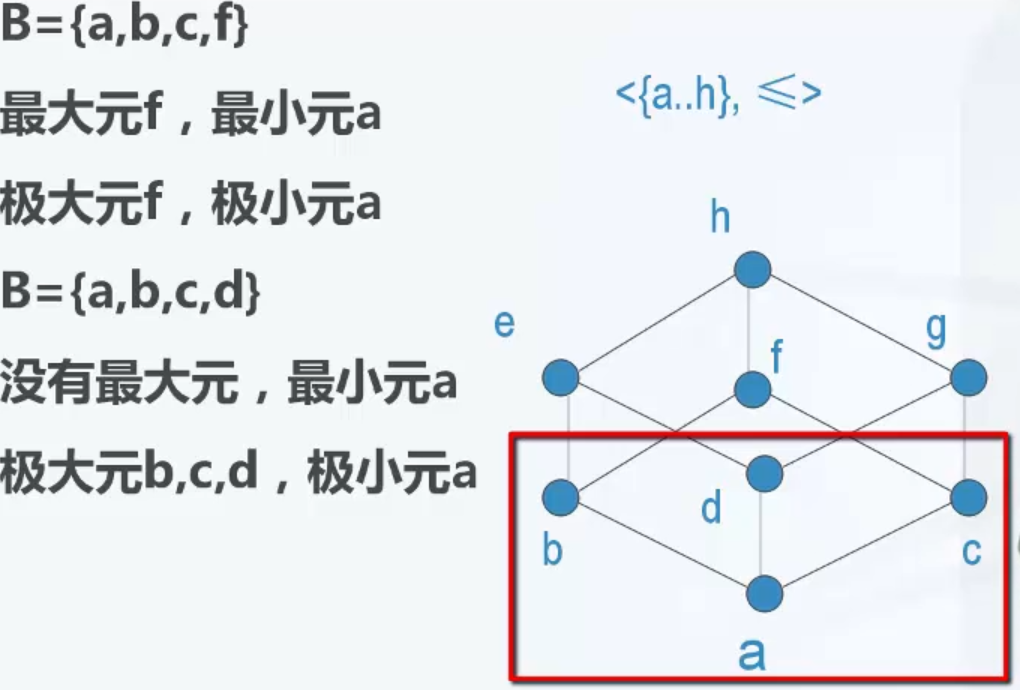 B={a,b,c,f}
最大元f，最小元a
极大元f，极小元a
B={a,b,c,d}
没有最大元，最小元a
极大元b,c,d，极小元a
<{a..h}, ≤>
h
e
g
f
d
b
c
a